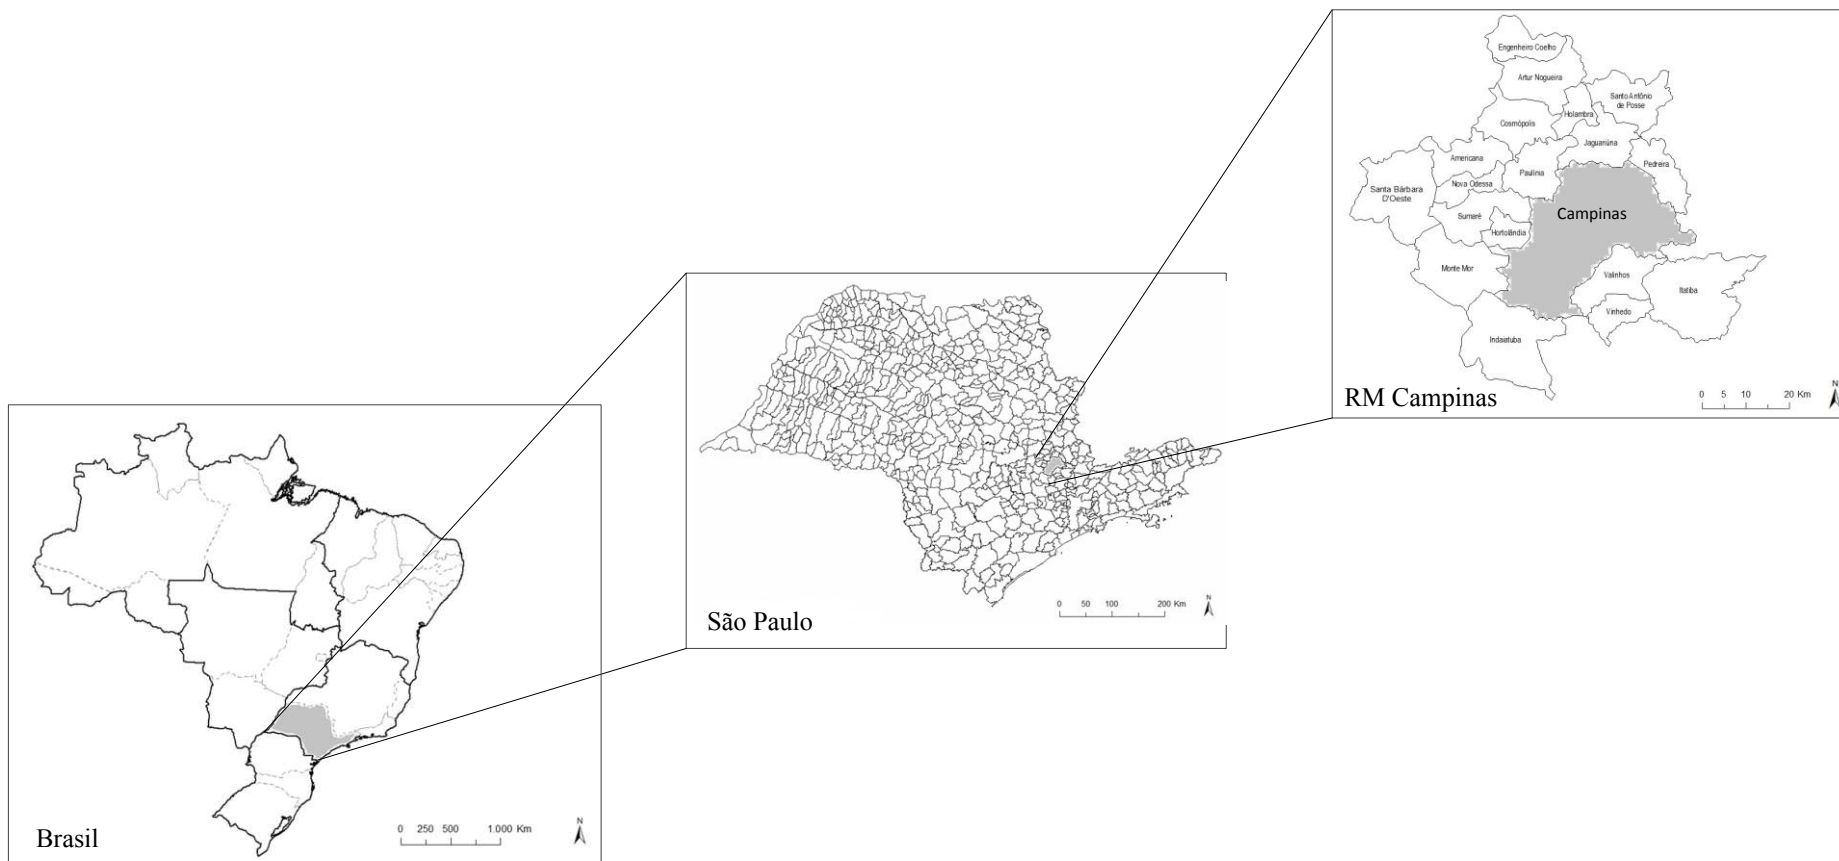 Engenheiro Coelho
Artur Nogueira
Santo Antônio
de Posse
Holambra
Cosmópolis
Jaguariúna
Americana
Pedreira
Paulínia
Nova Odessa
Santa Bárbara
D'Oeste
Sumaré
Campinas
Hortolândia
Monte Mor
Valinhos
Itatiba
Vinhedo
Indaiatuba
RM Campinas
0 5 10 20 Km
N
São Paulo
0 50 100 200 Km
N
Brasil
0 250 500 1.000 Km
N